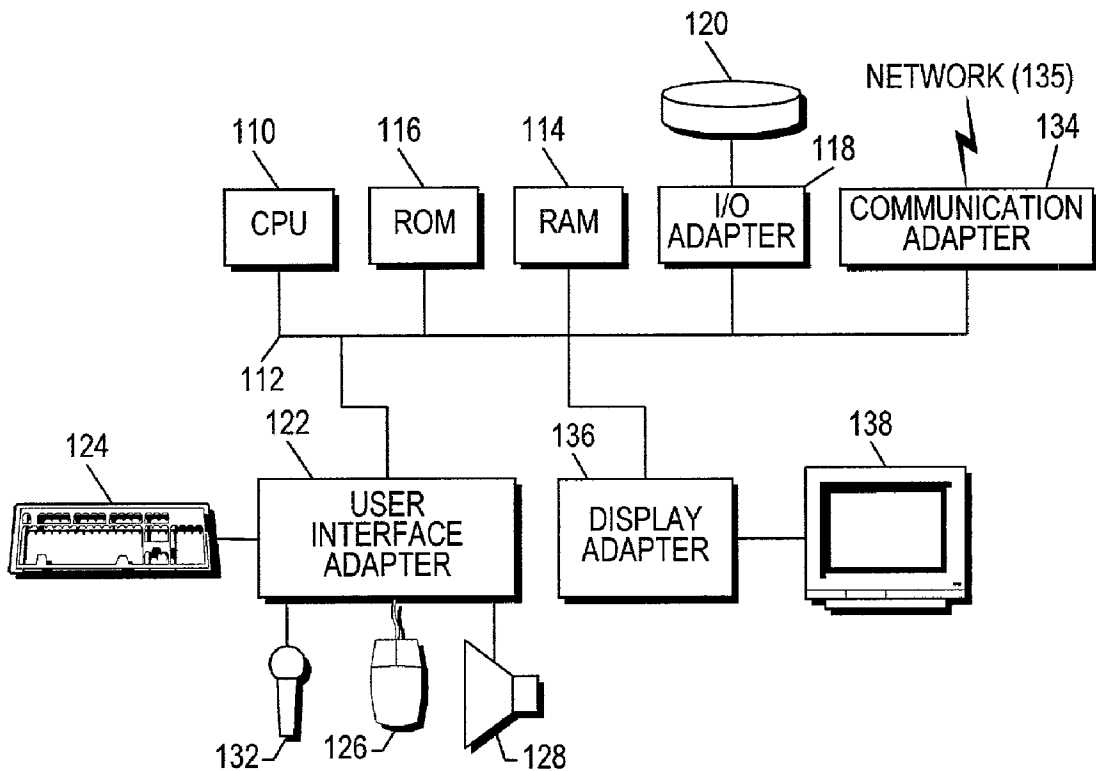 120
NETWORK (135)
110
116
114
118
134
CPU
ROM
RAM
I/O
ADAPTER
COMMUNICATION
ADAPTER
112
122
124
136
138
USER
INTERFACE
ADAPTER
DISPLAY
ADAPTER
132
126
128